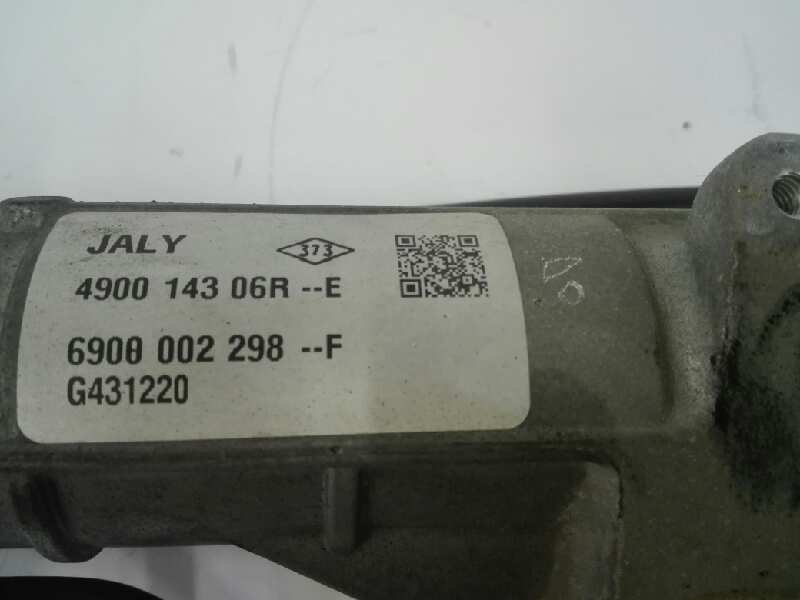 JALY
373
4900 143 06R --E
6900 002 298 --F
G431220